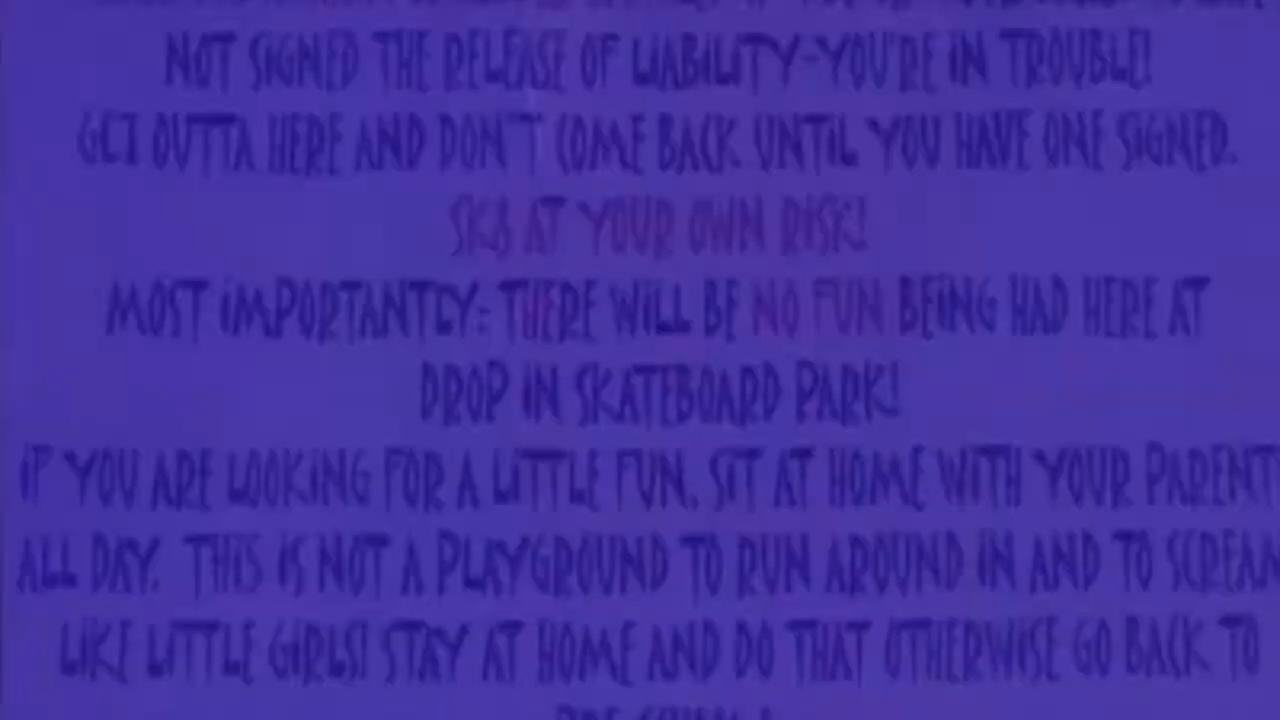 NOT SIGNED THE RELEASE OF LIABILITY-YOU'RE IN TROUBLE!
GET OUTTA HERE AND DON'T COME BACK UNTIL YOU HAVE ONE SIGNED.
SK8 AT YOUR OWN RISK!
MOST IMPORTANTLY: THERE WILL BE NO FUN BEING HAD HERE AT
DROP IN SKATEBOARD PARK!
IF YOU ARE LOOKING FOR A LITTLE FUN, SIT AT HOME WITH YOUR PARENTS
ALL DAY. THIS IS NOT A PLAYGROUND TO RUN AROUND IN AND TO SCREAM
LIKE LITTLE GIRLS! STAY AT HOME AND DO THAT OTHERWISE GO BACK TO